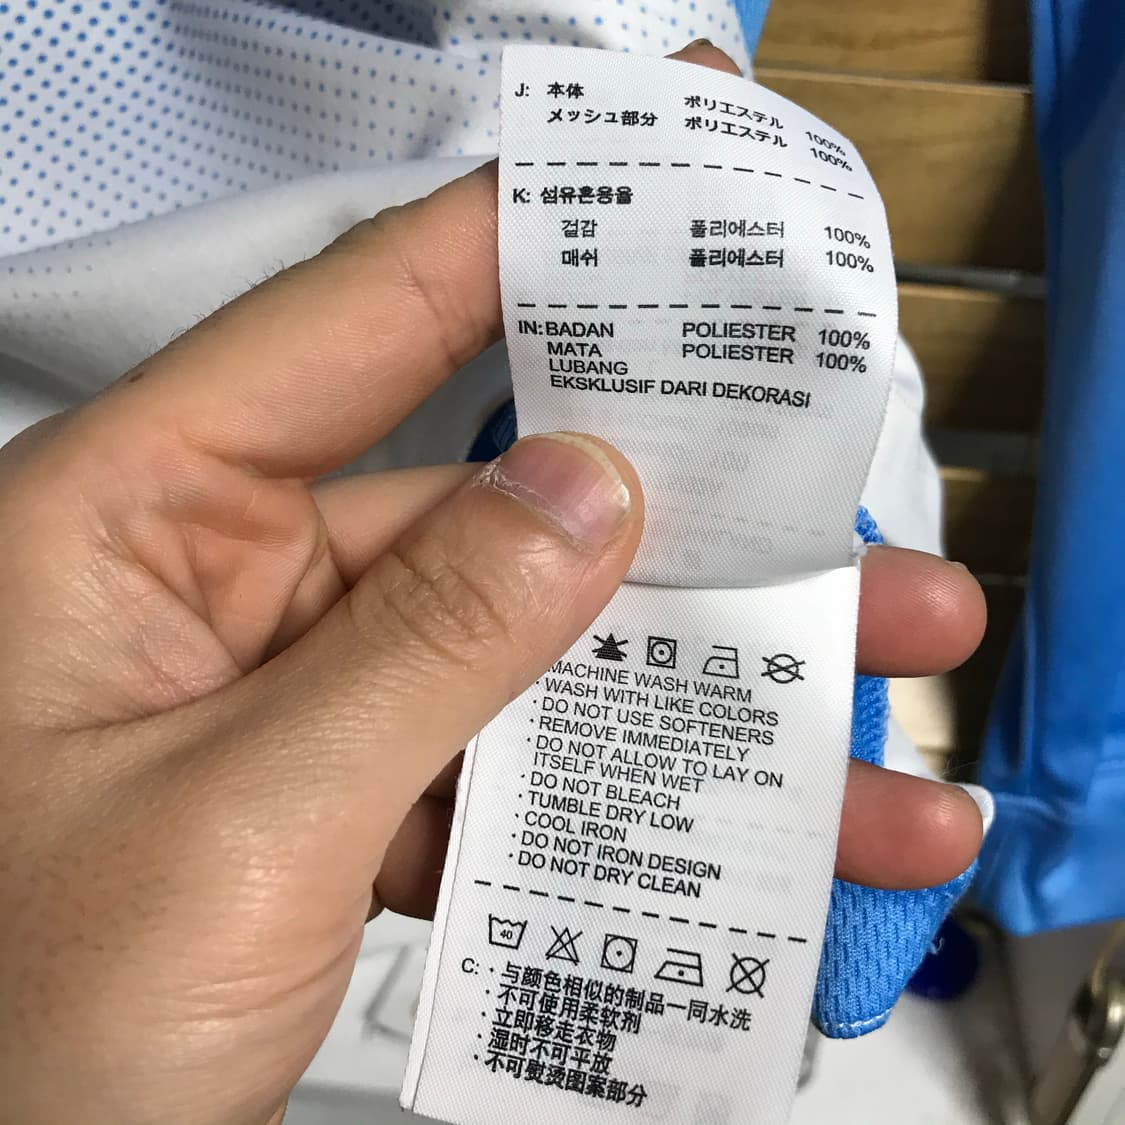 J: 本体 ポリエステル 100%
メッシュ部分 ポリエステル 100%
K: 섬유혼용율
겉감 폴리에스터 100%
매쉬 폴리에스터 100%
IN: BADAN POLIESTER 100%
MATA POLIESTER 100%
LUBANG
EKSKLUSIF DARI DEKORASI
MACHINE WASH WARM
· WASH WITH LIKE COLORS
· DO NOT USE SOFTENERS
· REMOVE IMMEDIATELY
· DO NOT ALLOW TO LAY ON
ITSELF WHEN WET
· DO NOT BLEACH
· TUMBLE DRY LOW
· COOL IRON
· DO NOT IRON DESIGN
· DO NOT DRY CLEAN
40
C: · 与颜色相似的制品一同水洗
· 不可使用柔软剂
· 立即移走衣物
· 湿时不可平放
· 不可熨烫图案部分